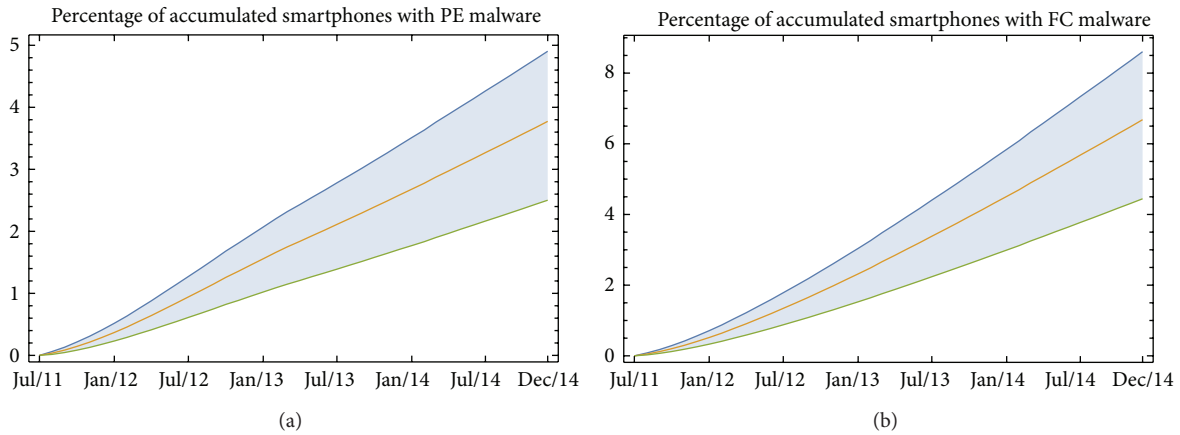 Percentage of accumulated smartphones with PE malware
5
4
3
2
1
0
Jul/11 Jan/12 Jul/12 Jan/13 Jul/13 Jan/14 Jul/14 Dec/14
(a)
Percentage of accumulated smartphones with FC malware
8
6
4
2
0
Jul/11 Jan/12 Jul/12 Jan/13 Jul/13 Jan/14 Jul/14 Dec/14
(b)